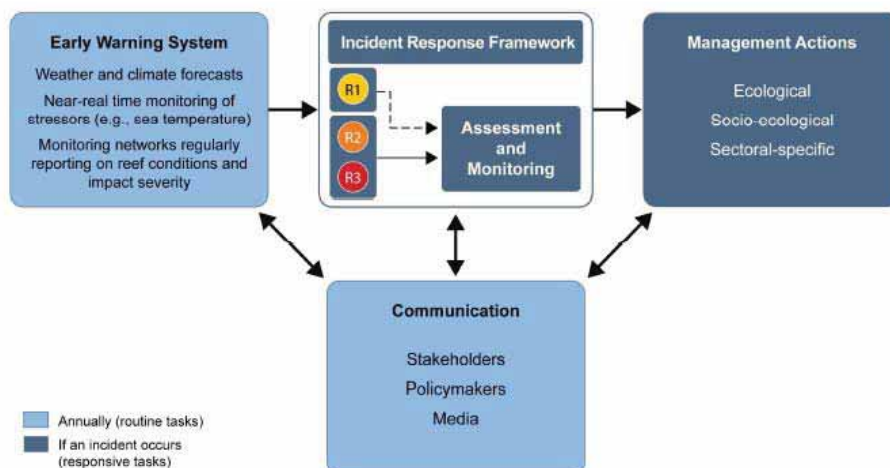 Early Warning System
Weather and climate forecasts
Near-real time monitoring of
stressors (e.g., sea temperature)
Monitoring networks regularly
reporting on reef conditions and
impact severity
Incident Response Framework
R1
R2
R3
Assessment
and
Monitoring
Management Actions
Ecological
Socio-ecological
Sectoral-specific
Communication
Stakeholders
Policymakers
Media
Annually (routine tasks)
If an incident occurs
(responsive tasks)